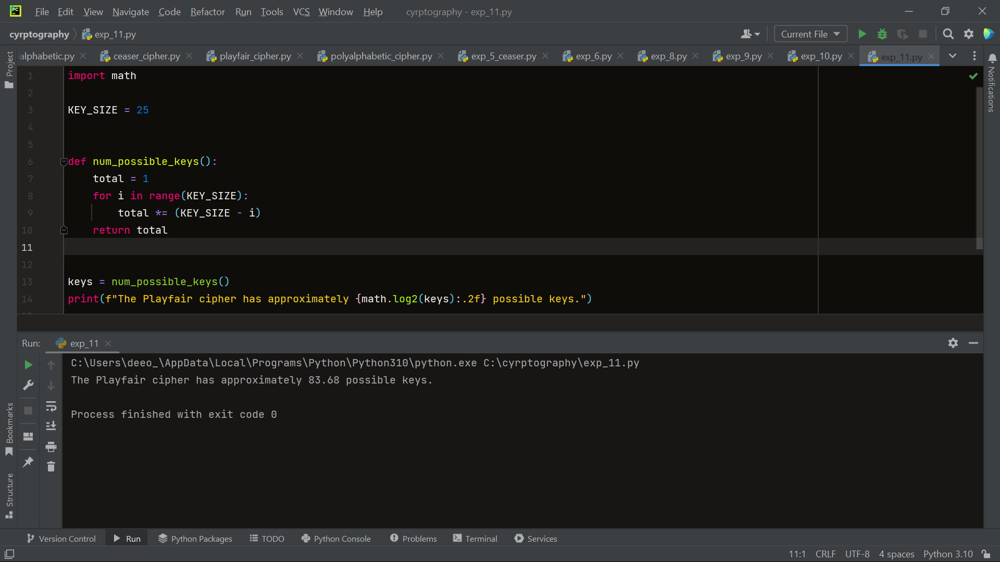 PC File Edit View Navigate Code Refactor Run Tools VCS Window Help cyrptography - exp_11.py
cyrptography exp_11.py Current File
alphabetic.py ceaser_cipher.py playfair_cipher.py polyalphabetic_cipher.py exp_5_ceaser.py exp_6.py exp_8.py exp_9.py exp_10.py exp_11.py
Project
Notifications
1 import math
2
3 KEY_SIZE = 25
4
5
6 def num_possible_keys():
7 total = 1
8 for i in range(KEY_SIZE):
9 total *= (KEY_SIZE - i)
10 return total
11
12
13 keys = num_possible_keys()
14 print(f"The Playfair cipher has approximately {math.log2(keys):.2f} possible keys.")
Run: exp_11
C:\Users\deeo_\AppData\Local\Programs\Python\Python310\python.exe C:\cyrptography\exp_11.py
The Playfair cipher has approximately 83.68 possible keys.
Process finished with exit code 0
Bookmarks
Structure
Version Control Run Python Packages TODO Python Console Problems Terminal Services
11:1 CRLF UTF-8 4 spaces Python 3.10